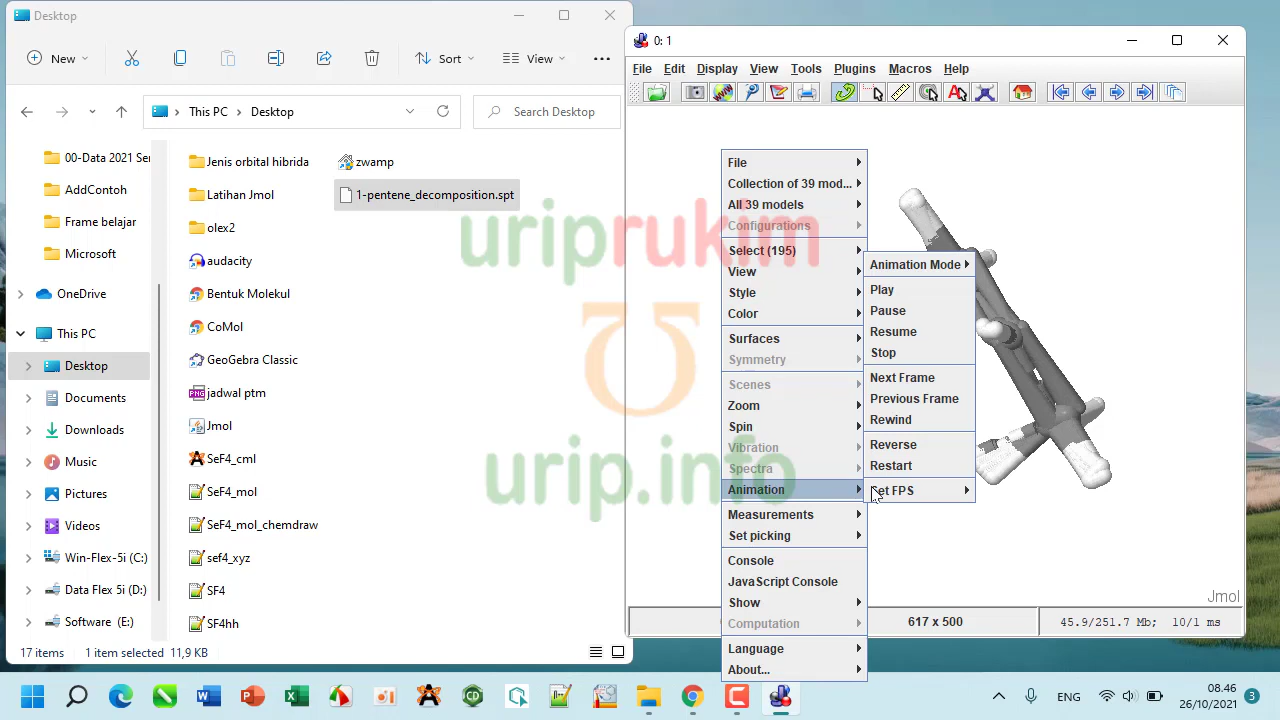 Desktop
New
Sort
View
This PC
Desktop
Search Desktop
00-Data 2021 Se
AddContoh
Frame belajar
Microsoft
OneDrive
This PC
Desktop
Documents
Downloads
Music
Pictures
Videos
Win-Flex-5i (C:)
Data Flex 5i (D:)
Software (E:)
Jenis orbital hibrida
Latihan Jmol
olex2
audacity
Bentuk Molekul
CoMol
GeoGebra Classic
jadwal ptm
Jmol
SeF4_cml
SeF4_mol
SeF4_mol_chemdraw
sef4_xyz
SF4
SF4hh
zwamp
1-pentene_decomposition.spt
17 items
1 item selected
11,9 KB
0: 1
File Edit Display View Tools Plugins Macros Help
File
Collection of 39 mod...
All 39 models
Configurations
Select (195)
View
Style
Color
Surfaces
Symmetry
Scenes
Zoom
Spin
Vibration
Spectra
Animation
Measurements
Set picking
Console
JavaScript Console
Show
Computation
Language
About...
Animation Mode
Play
Pause
Resume
Stop
Next Frame
Previous Frame
Rewind
Reverse
Restart
et FPS
Jmol
617 x 500
45.9/251.7 Mb; 10/1 ms
uriprukim
urip.info
ENG
08.46
26/10/2021
3